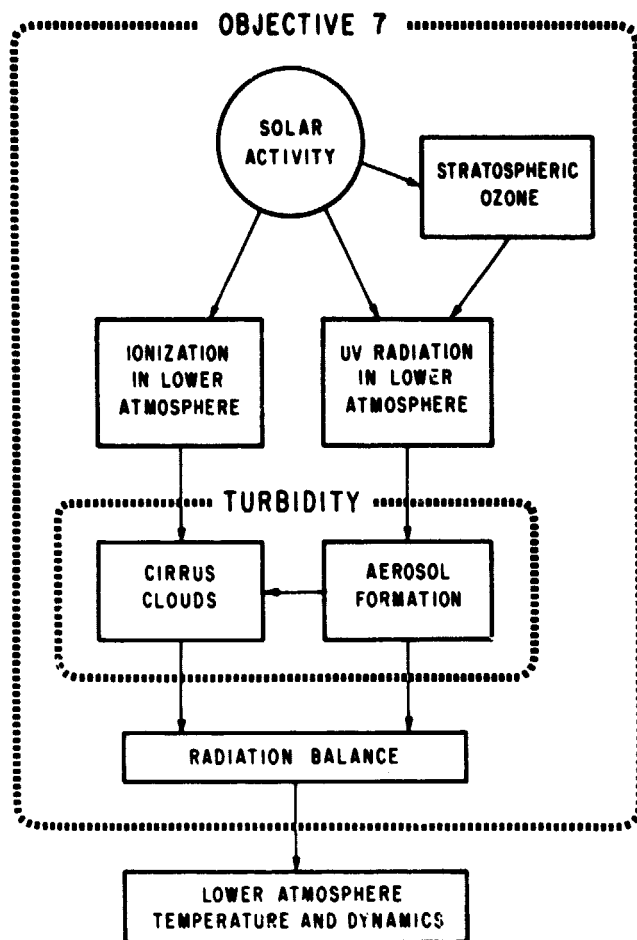 OBJECTIVE 7
SOLAR
ACTIVITY
STRATOSPHERIC
OZONE
IONIZATION
IN LOWER
ATMOSPHERE
UV RADIATION
IN LOWER
ATMOSPHERE
TURBIDITY
CIRRUS
CLOUDS
AEROSOL
FORMATION
RADIATION BALANCE
LOWER ATMOSPHERE
TEMPERATURE AND DYNAMICS